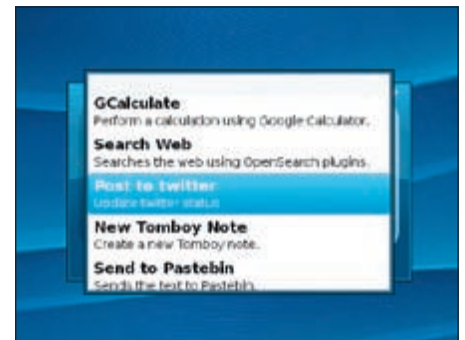 GCalculate
Perform a calculation using Google Calculator.
Search Web
Searches the web using OpenSearch plugins.
Post to twitter
Update twitter status
New Tomboy Note
Create a new Tomboy note.
Send to Pastebin
Sends the text to Pastebin.